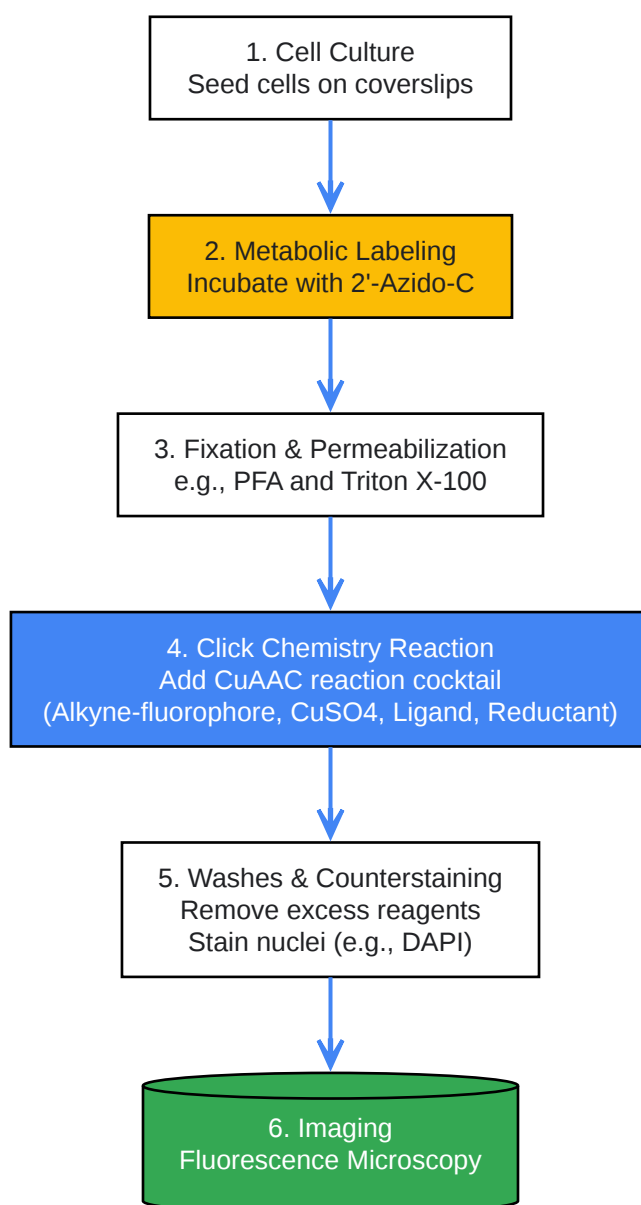 1. Cell Culture
Seed cells on coverslips
2. Metabolic Labeling
Incubate with 2'-Azido-C
3. Fixation & Permeabilization
e.g., PFA and Triton X-100
4. Click Chemistry Reaction
Add CuAAC reaction cocktail
(Alkyne-fluorophore, CuSO4, Ligand, Reductant)
5. Washes & Counterstaining
Remove excess reagents
Stain nuclei (e.g., DAPI)
6. Imaging
Fluorescence Microscopy